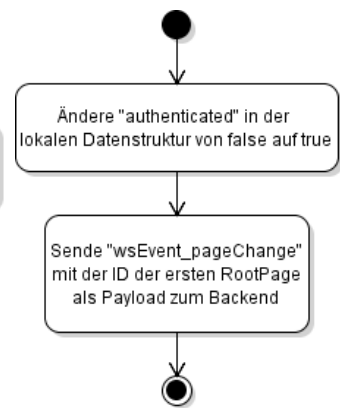 Ändere "authenticated" in der
lokalen Datenstruktur von false auf true
Sende "wsEvent_pageChange"
mit der ID der ersten RootPage
als Payload zum Backend